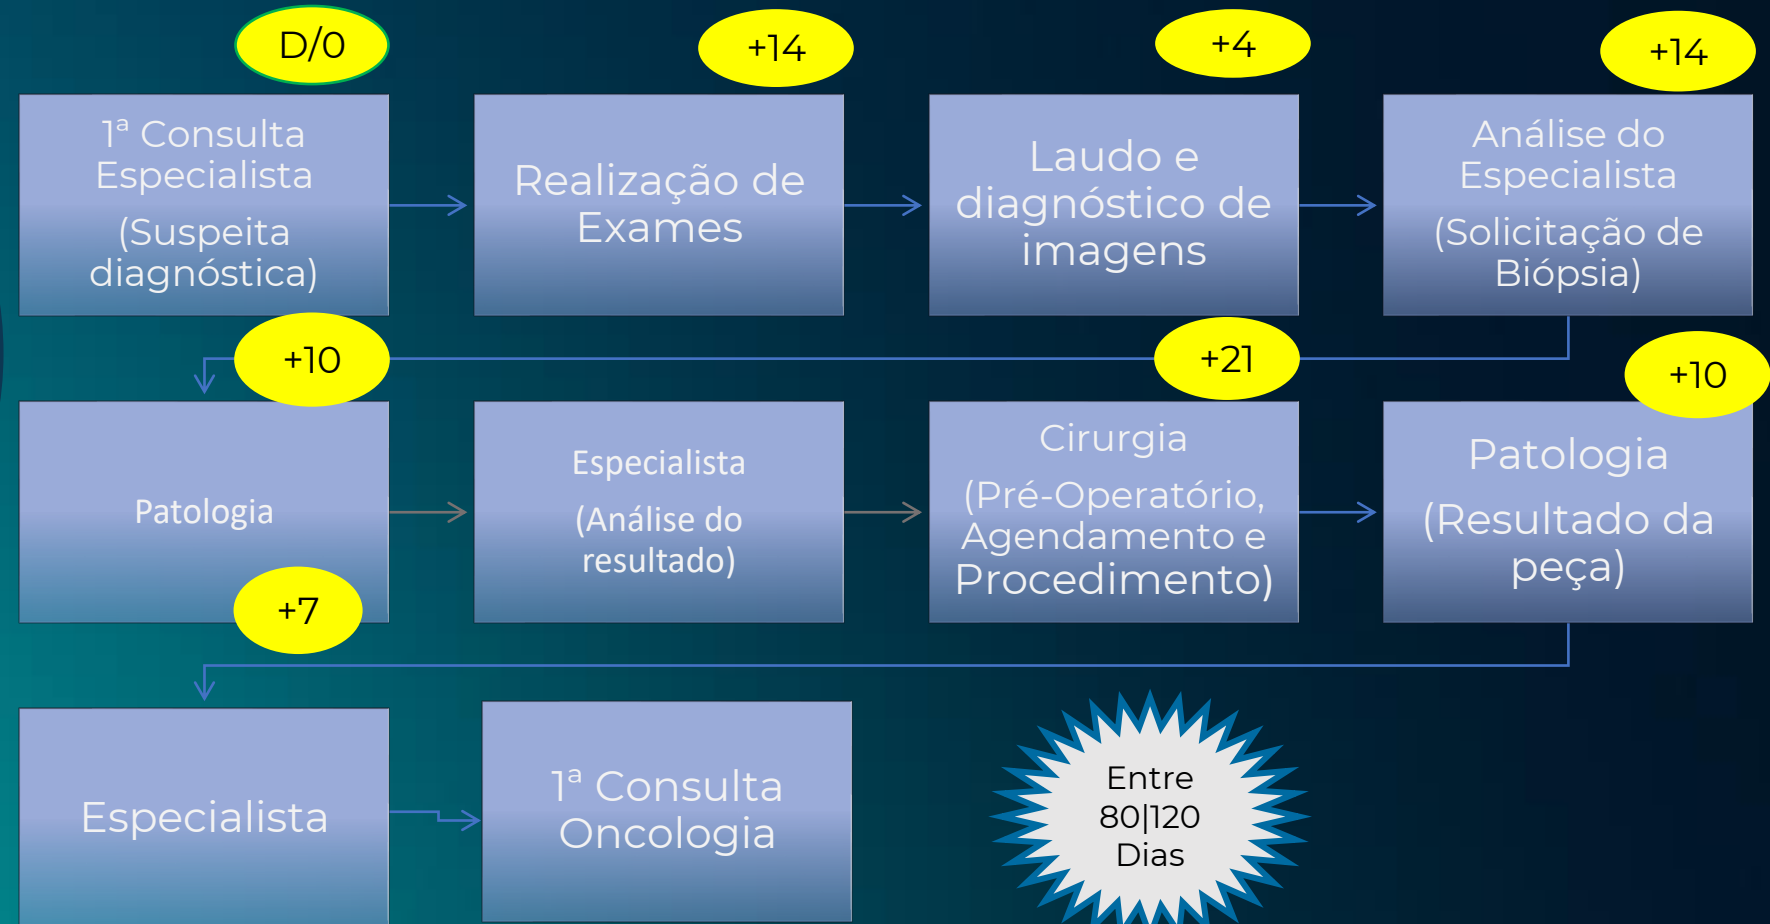 D/0
+14
+4
+14
1ª Consulta
Especialista
(Suspeita
diagnóstica)
Realização de
Exames
Laudo e
diagnóstico de
imagens
Análise do
Especialista
(Solicitação de
Biópsia)
+10
+21
+10
Patologia
Especialista
(Análise do
resultado)
Cirurgia
(Pré-Operatório,
Agendamento e
Procedimento)
Patologia
(Resultado da
peça)
+7
Especialista
1ª Consulta
Oncologia
Entre
80|120
Dias